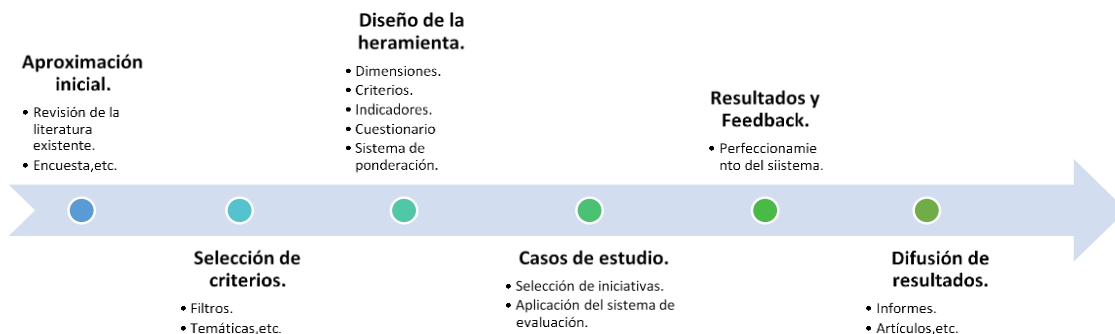 Aproximación
inicial.
• Revisión de la
literatura
existente.
• Encuesta,etc.
Selección de
criterios.
• Filtros.
• Temáticas,etc.
Diseño de la
heramienta.
• Dimensiones.
• Criterios.
• Indicadores.
• Cuestionario
• Sistema de
ponderación.
Casos de estudio.
• Selección de iniciativas.
• Aplicación del sistema de
evaluación.
Resultados y
Feedback.
• Perfeccionamie
nto del siistema.
Difusión de
resultados.
• Informes.
• Artículos,etc.